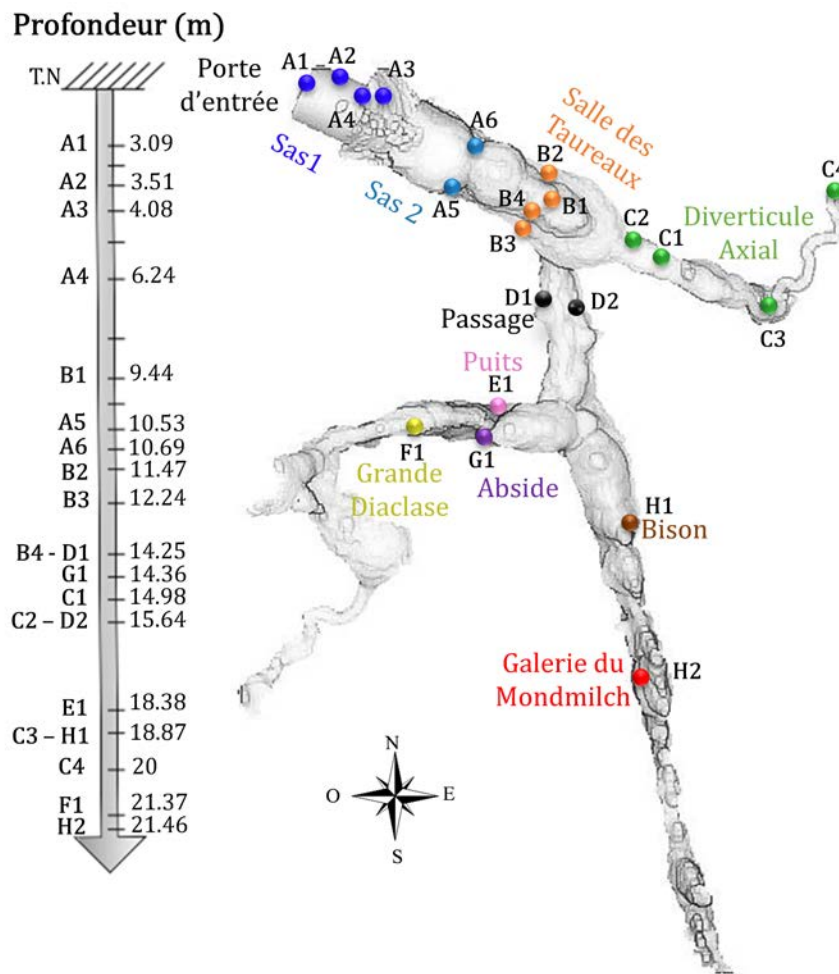 Profondeur (m)
T.N
A1 3.09
A2 3.51
A3 4.08
A4 6.24
B1 9.44
A5 10.53
A6 10.69
B2 11.47
B3 12.24
B4 - D1 14.25
G1 14.36
C1 14.98
C2 – D2 15.64
E1 18.38
C3 – H1 18.87
C4 20
F1 21.37
H2 21.46
Porte
d'entrée
A1
A2
A3
A4
Sas1
A6
Sas 2
A5
Salle des
Taureaux
B2
B4
B1
B3
C2
C1
Diverticule
Axial
C4
C3
D1
D2
Passage
Puits
E1
F1
G1
Grande
Diaclase
Abside
H1
Bison
Galerie du
Mondmilch
H2
N
O
E
S